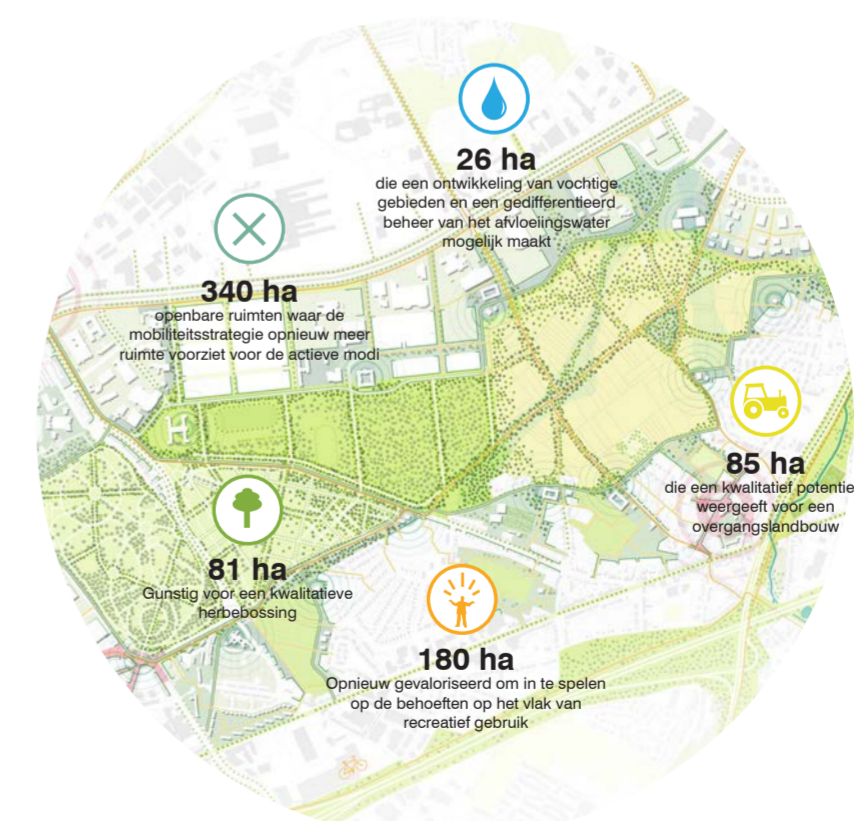 26 ha
die een ontwikkeling van vochtige
gebieden en een gedifferentieerd
beheer van het afvloeiingswater
mogelijk maakt
340 ha
openbare ruimten waar de
mobiliteitsstrategie opnieuw meer
ruimte voorziet voor de actieve modi
85 ha
die een kwalitatief potentie
weergeeft voor een
overgangslandbouw
81 ha
Gunstig voor een kwalitatieve
herbebossing
180 ha
Opnieuw gevaloriseerd om in te spelen
op de behoeften op het vlak van
recreatief gebruik